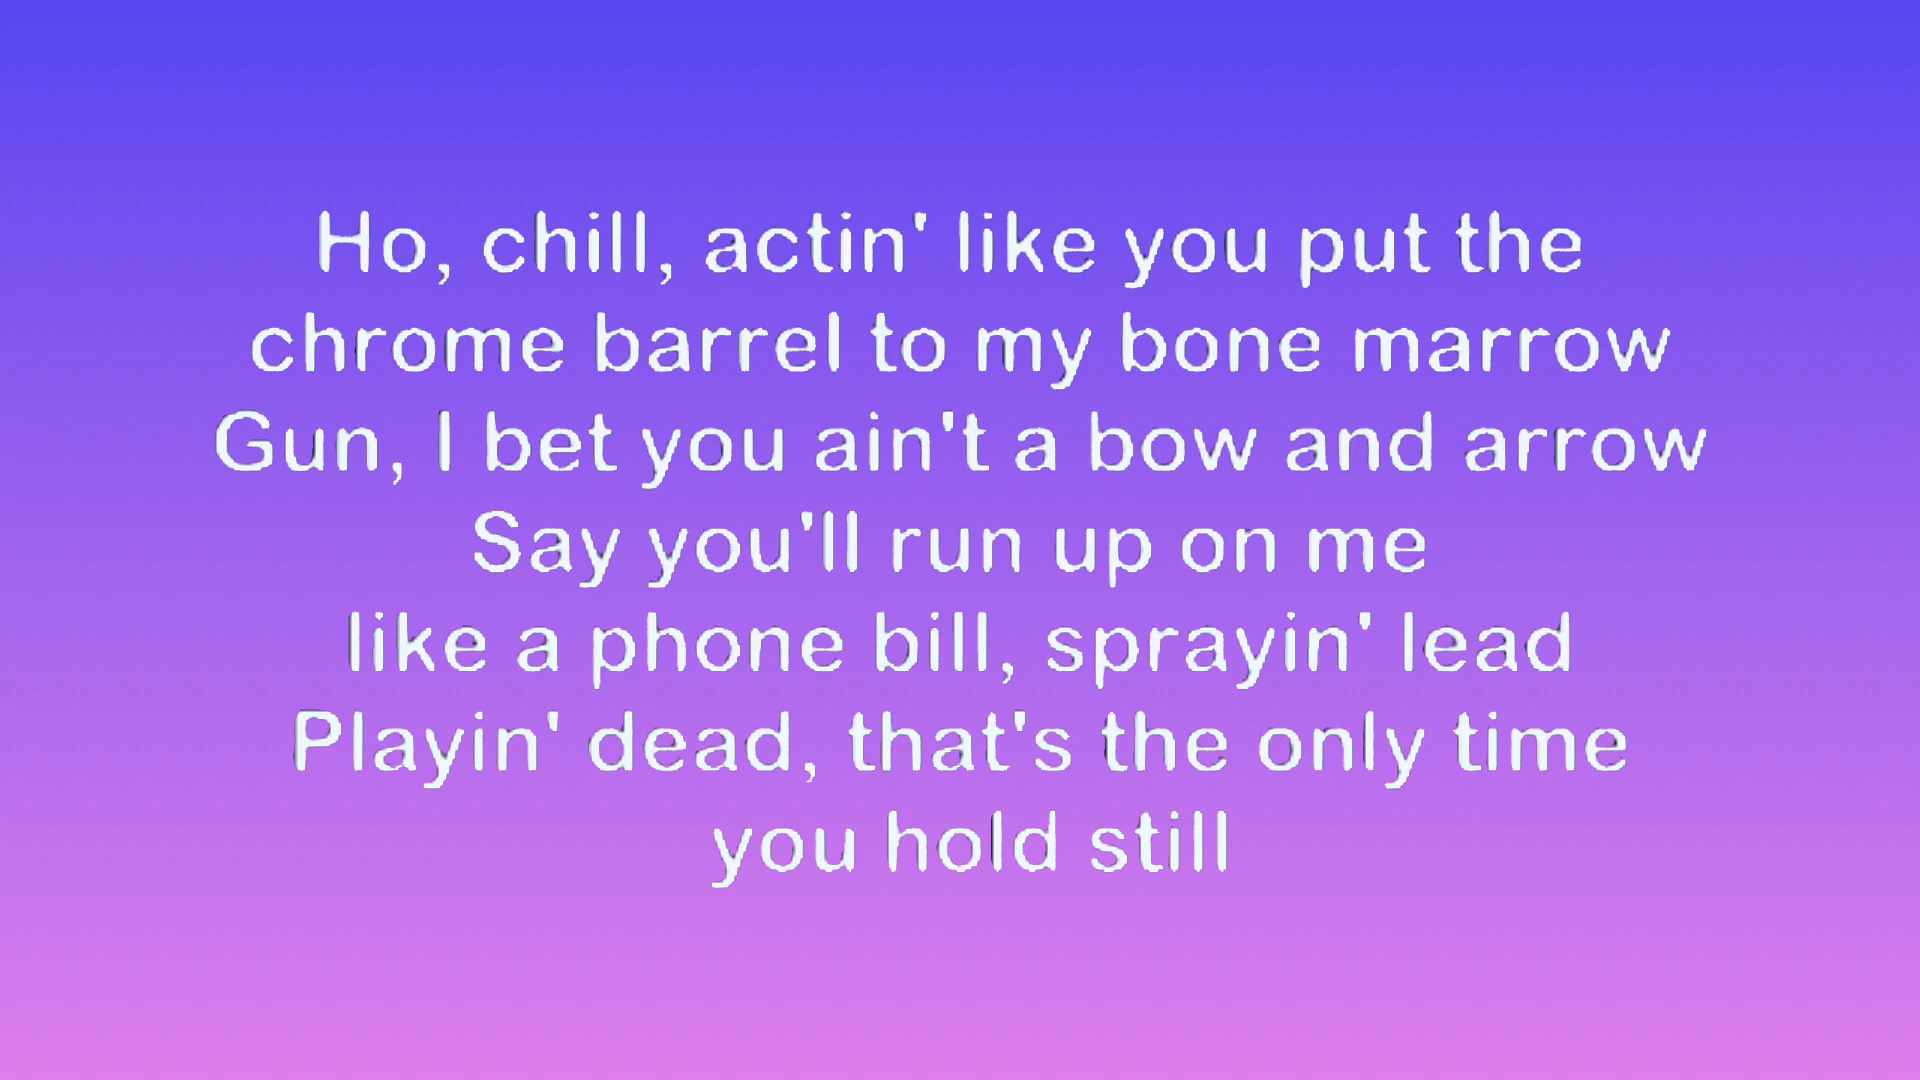 Ho, chill, actin' like you put the
chrome barrel to my bone marrow
Gun, I bet you ain't a bow and arrow
Say you'll run up on me
like a phone bill, sprayin' lead
Playin' dead, that's the only time
you hold still